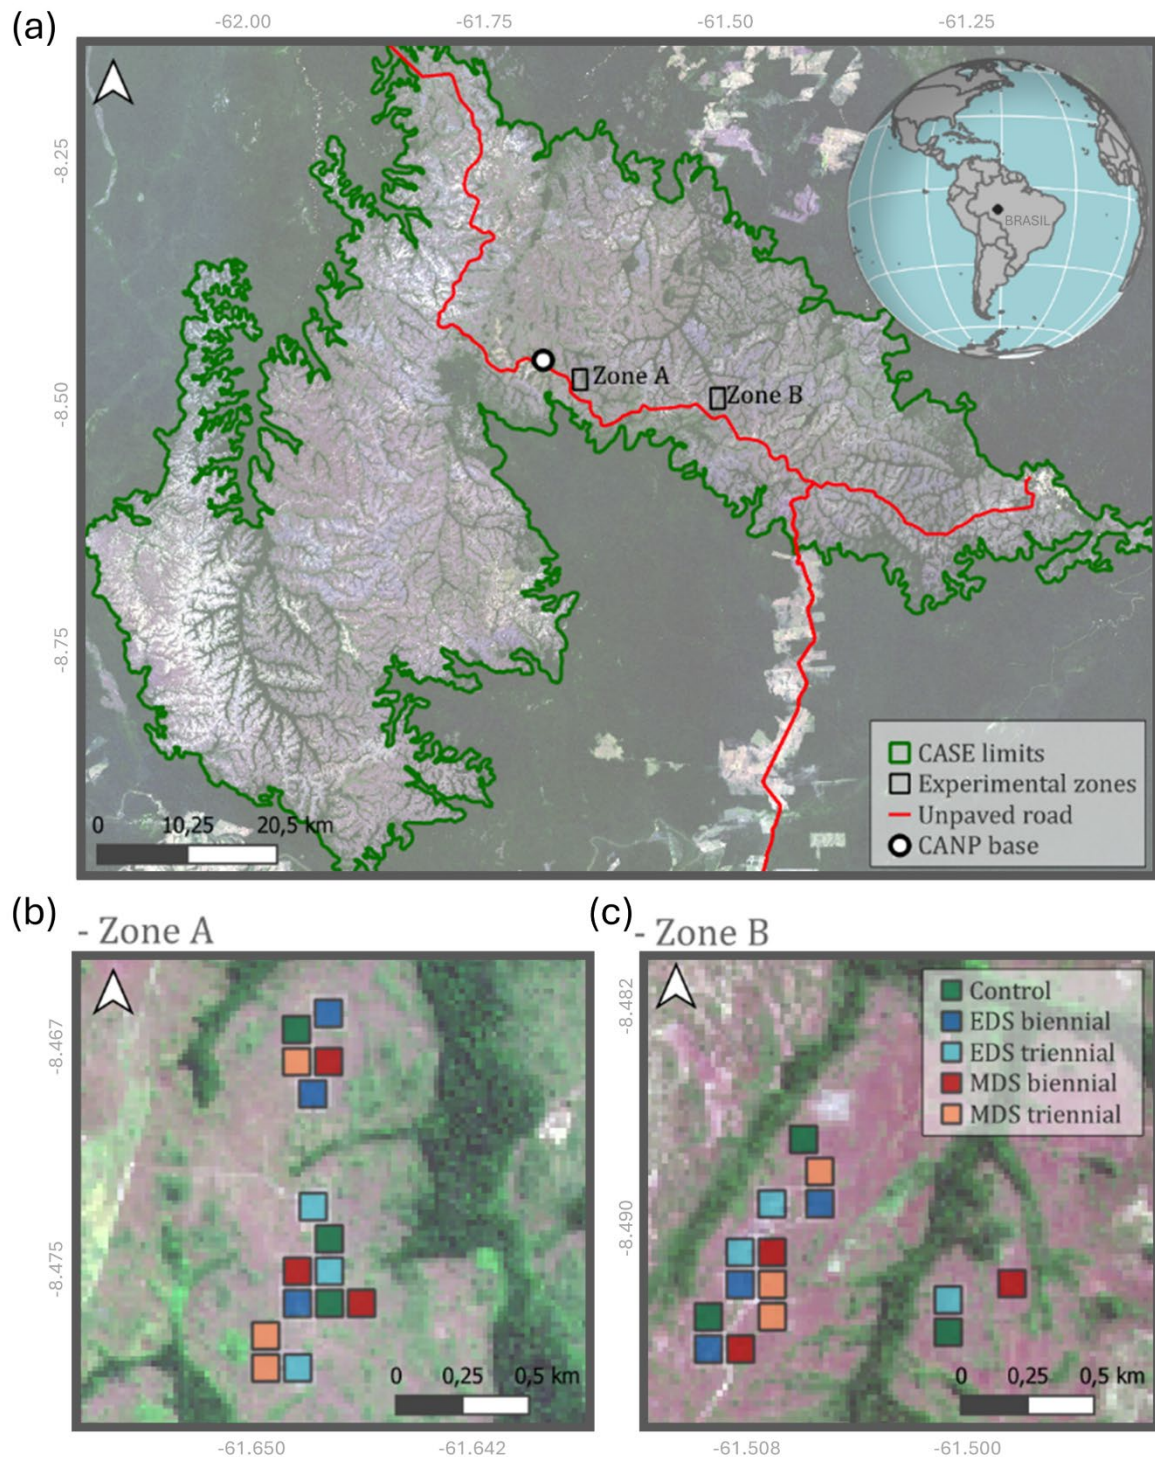 (a)
-62.00 -61.75 -61.50 -61.25
-8.25
-8.50
-8.75
BRASIL
Zone A
Zone B
CASE limits
Experimental zones
Unpaved road
CANP base
0 10,25 20,5 km
(b)
- Zone A
-8.467
-8.475
0 0,25 0,5 km
-61.650 -61.642
(c)
- Zone B
-8.482
-8.490
Control
EDS biennial
EDS triennial
MDS biennial
MDS triennial
0 0,25 0,5 km
-61.508 -61.500